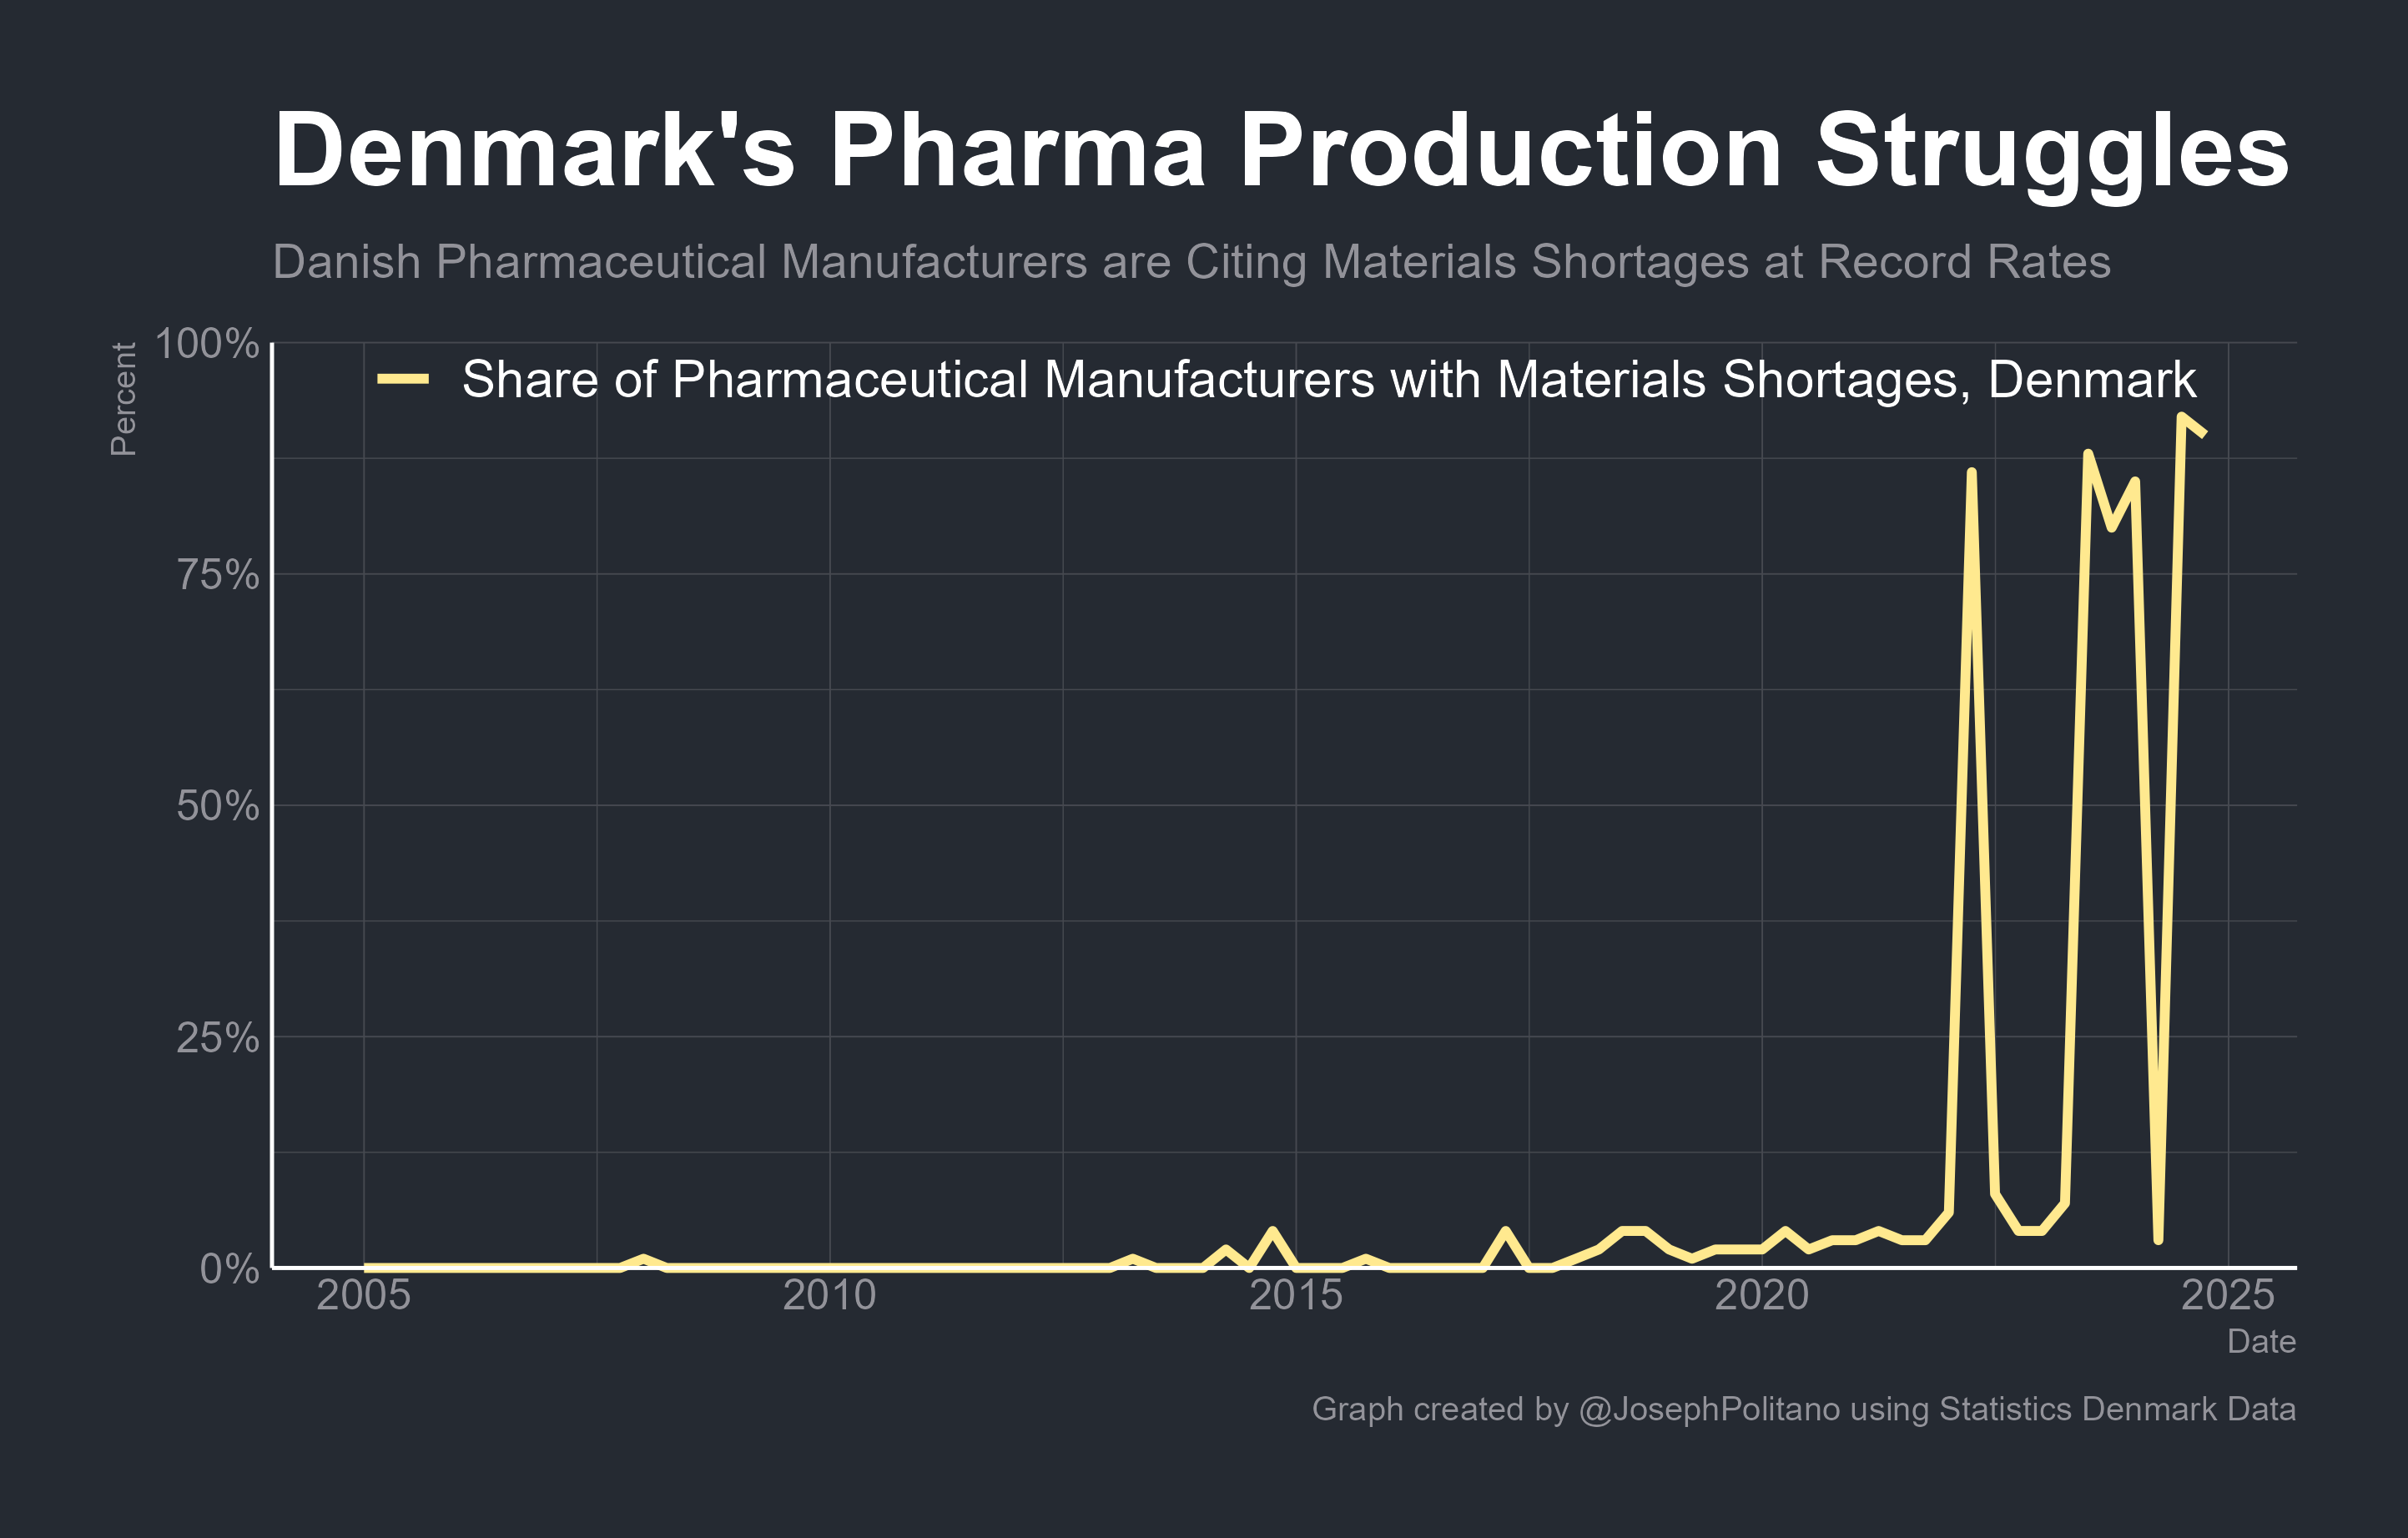 Denmark's Pharma Production Struggles
Danish Pharmaceutical Manufacturers are Citing Materials Shortages at Record Rates
Percent
100%
75%
50%
25%
0%
Share of Pharmaceutical Manufacturers with Materials Shortages, Denmark
2005
2010
2015
2020
2025
Date
Graph created by @JosephPolitano using Statistics Denmark Data